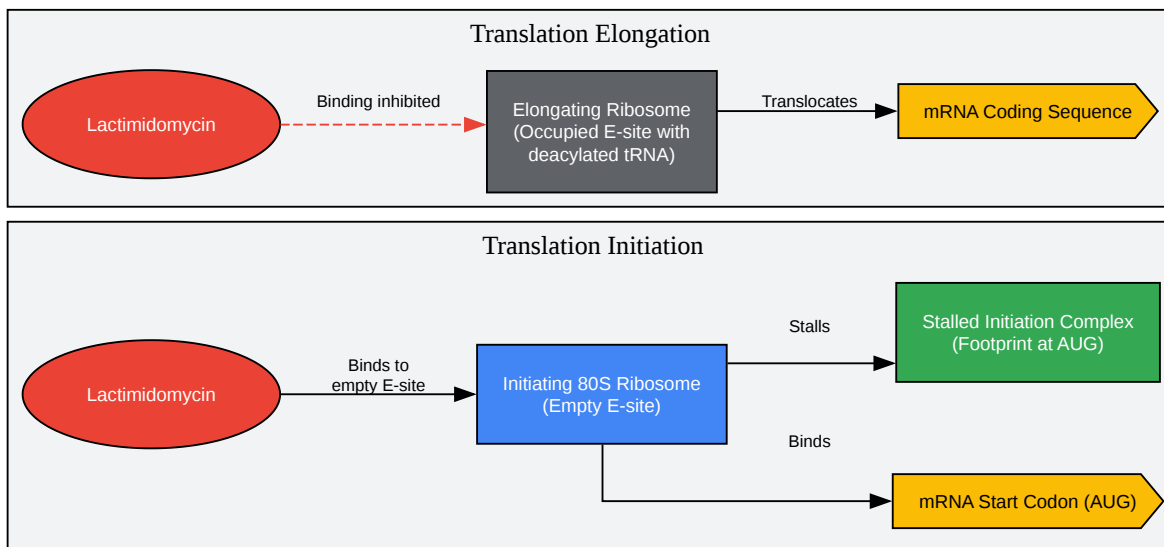 Translation Elongation
Lactimidomycin
Binding inhibited
Elongating Ribosome
(Occupied E-site with
deacylated tRNA)
Translocates
mRNA Coding Sequence
Translation Initiation
Lactimidomycin
Binds to
empty E-site
Initiating 80S Ribosome
(Empty E-site)
Stalls
Stalled Initiation Complex
(Footprint at AUG)
Binds
mRNA Start Codon (AUG)